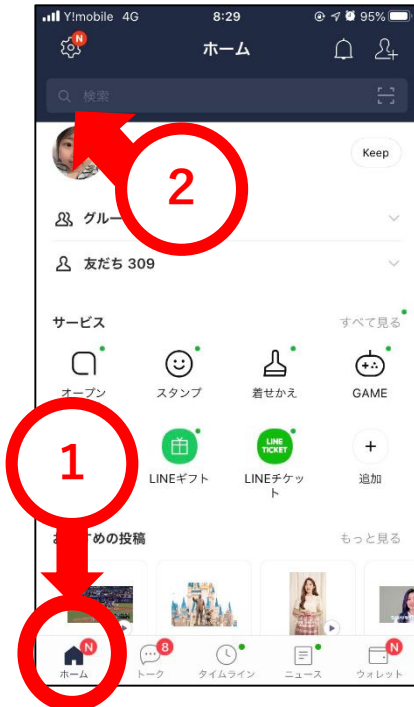 Y!mobile 4G 8:29 95%
N
ホーム
検索
Keep
2
グルー
友だち 309
サービス すべて見る
オープン スタンプ 着せかえ GAME
1
LINE TICKET
LINEギフト LINEチケット 追加
すめの投稿 もっと見る
N 8 N
ホーム トーク タイムライン ニュース ウォレット